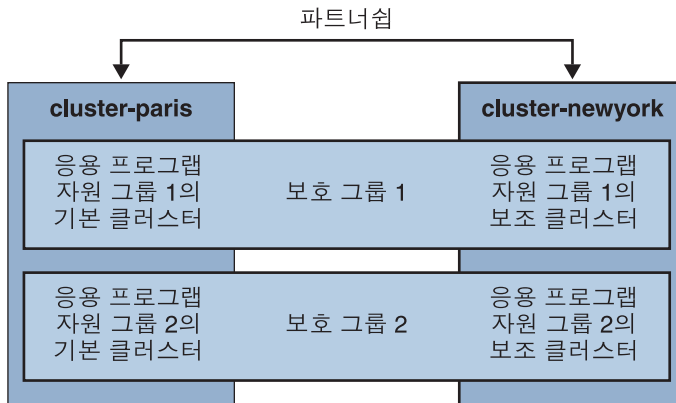 파트너쉽
cluster-paris
cluster-newyork
응용 프로그랩
자원 그룹 1의
기본 클러스터
보호 그룹 1
응용 프로그랩
자원 그룹 1의
보조 클러스터
응용 프로그랩
자원 그룹 2의
기본 클러스터
보호 그룹 2
응용 프로그랩
자원 그룹 2의
보조 클러스터